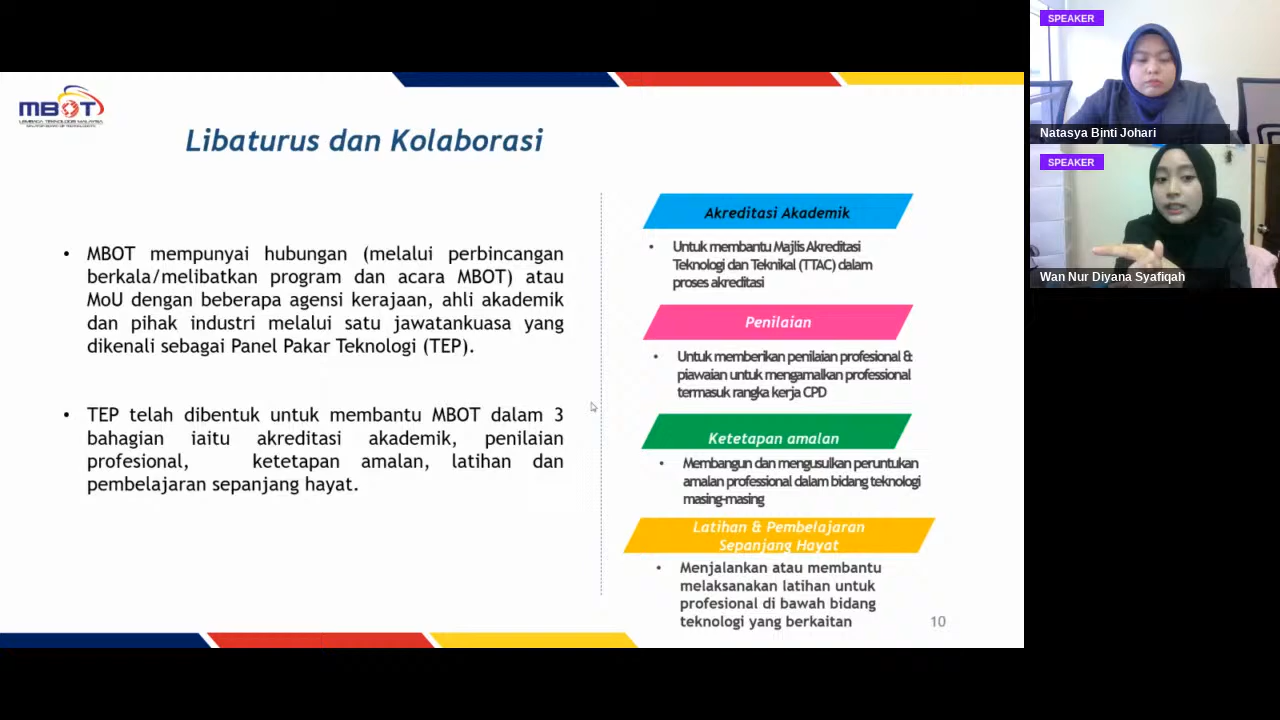 MBOT
LEMBAGA TEKNOLOGIS MALAYSIA
Libaturus dan Kolaborasi
• MBOT mempunyai hubungan (melalui perbincangan
berkala/melibatkan program dan acara MBOT) atau
MoU dengan beberapa agensi kerajaan, ahli akademik
dan pihak industri melalui satu jawatankuasa yang
dikenali sebagai Panel Pakar Teknologi (TEP).
• TEP telah dibentuk untuk membantu MBOT dalam 3
bahagian iaitu akreditasi akademik, penilaian
profesional, ketetapan amalan, latihan dan
pembelajaran sepanjang hayat.
Akreditasi Akademik
• Untuk membantu Majlis Akreditasi
Teknologi dan Teknikal (TTAC) dalam
proses akreditasi
Penilaian
• Untuk memberikan penilaian profesional &
piawaian untuk mengamalkan professional
termasuk rangka kerja CPD
Ketetapan amalan
• Membangun dan mengusulkan peruntukan
amalan professional dalam bidang teknologi
masing-masing
Latihan & Pembelajaran
Sepanjang Hayat
• Menjalankan atau membantu
melaksanakan latihan untuk
profesional di bawah bidang
teknologi yang berkaitan
10
SPEAKER
Natasya Binti Johari
SPEAKER
Wan Nur Diyana Syafiqah